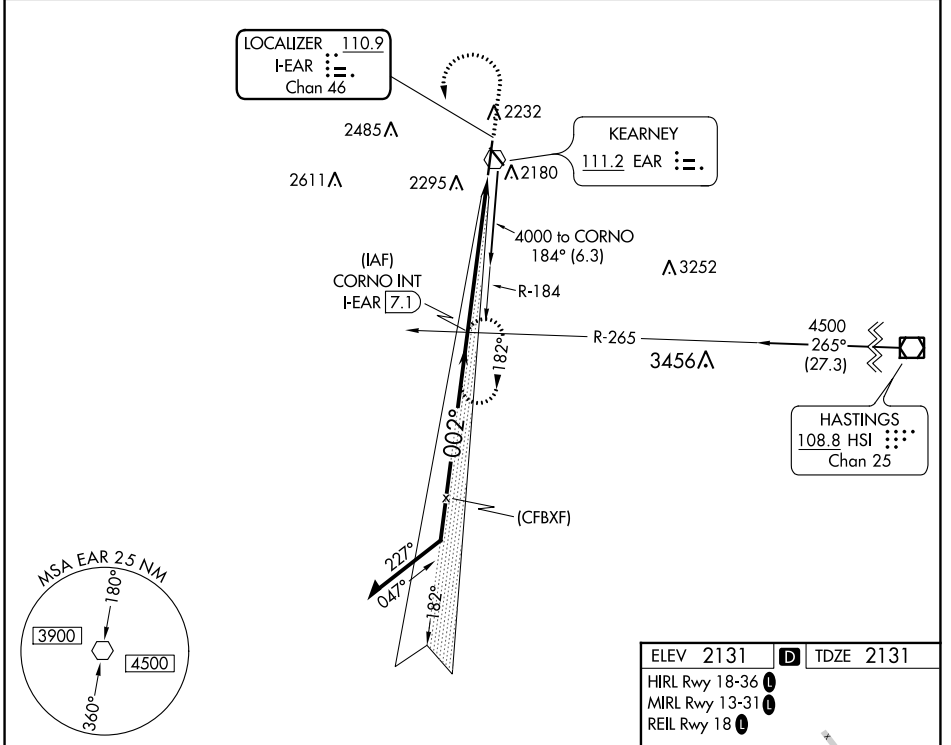 LOCALIZER 110.9
I-EAR
Chan 46
2232
2485
KEARNEY
111.2 EAR
2611
2295
2180
4000 to CORNO
184° (6.3)
3252
(IAF)
CORNO INT
I-EAR 7.1
R-184
R-265
4500
265°
(27.3)
3456
182°
HASTINGS
108.8 HSI
Chan 25
002°
(CFBXF)
227°
047°
182°
MSA EAR 25 NM
180°
3900
4500
360°
ELEV 2131 D TDZE 2131
HIRL Rwy 18-36 L
MIRL Rwy 13-31 L
REIL Rwy 18 L
x
x